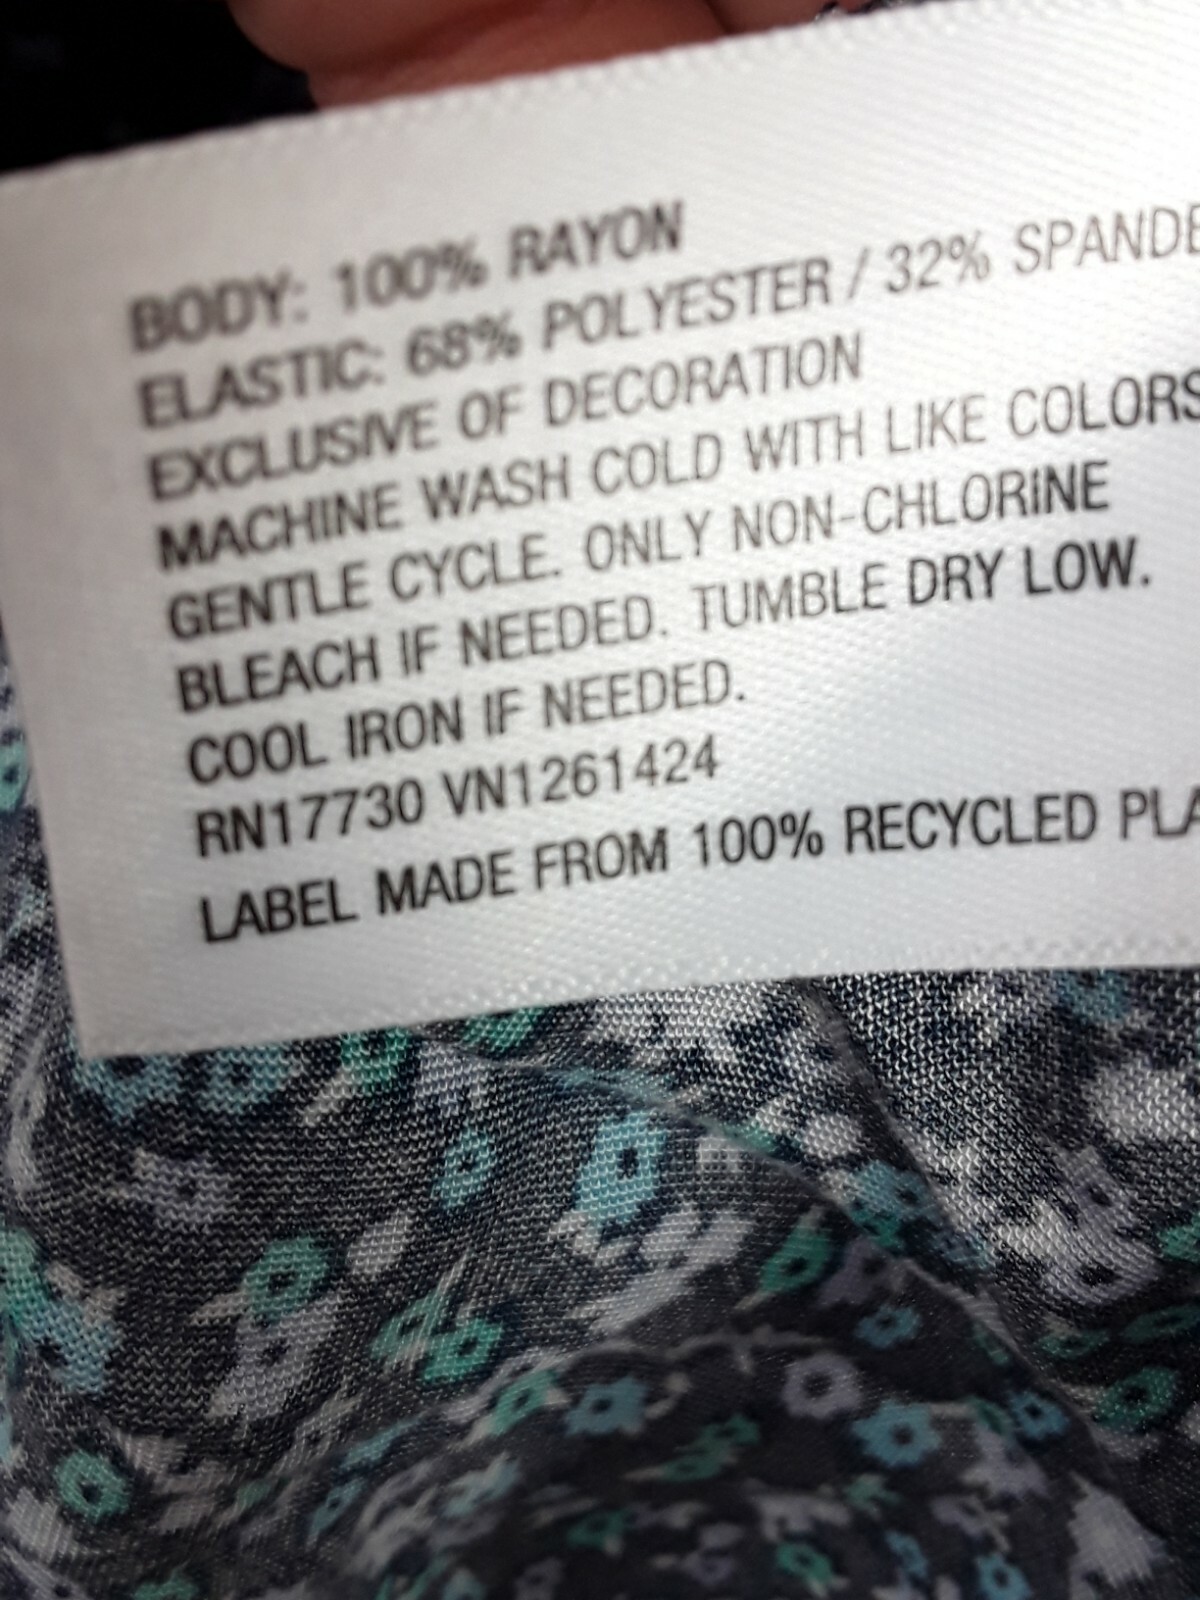 BODY: 100% RAYON
ELASTIC: 68% POLYESTER / 32% SPANDE
EXCLUSIVE OF DECORATION
MACHINE WASH COLD WITH LIKE COLORS
GENTLE CYCLE. ONLY NON-CHLORINE
BLEACH IF NEEDED. TUMBLE DRY LOW.
COOL IRON IF NEEDED.
RN17730 VN1261424
LABEL MADE FROM 100% RECYCLED PLA